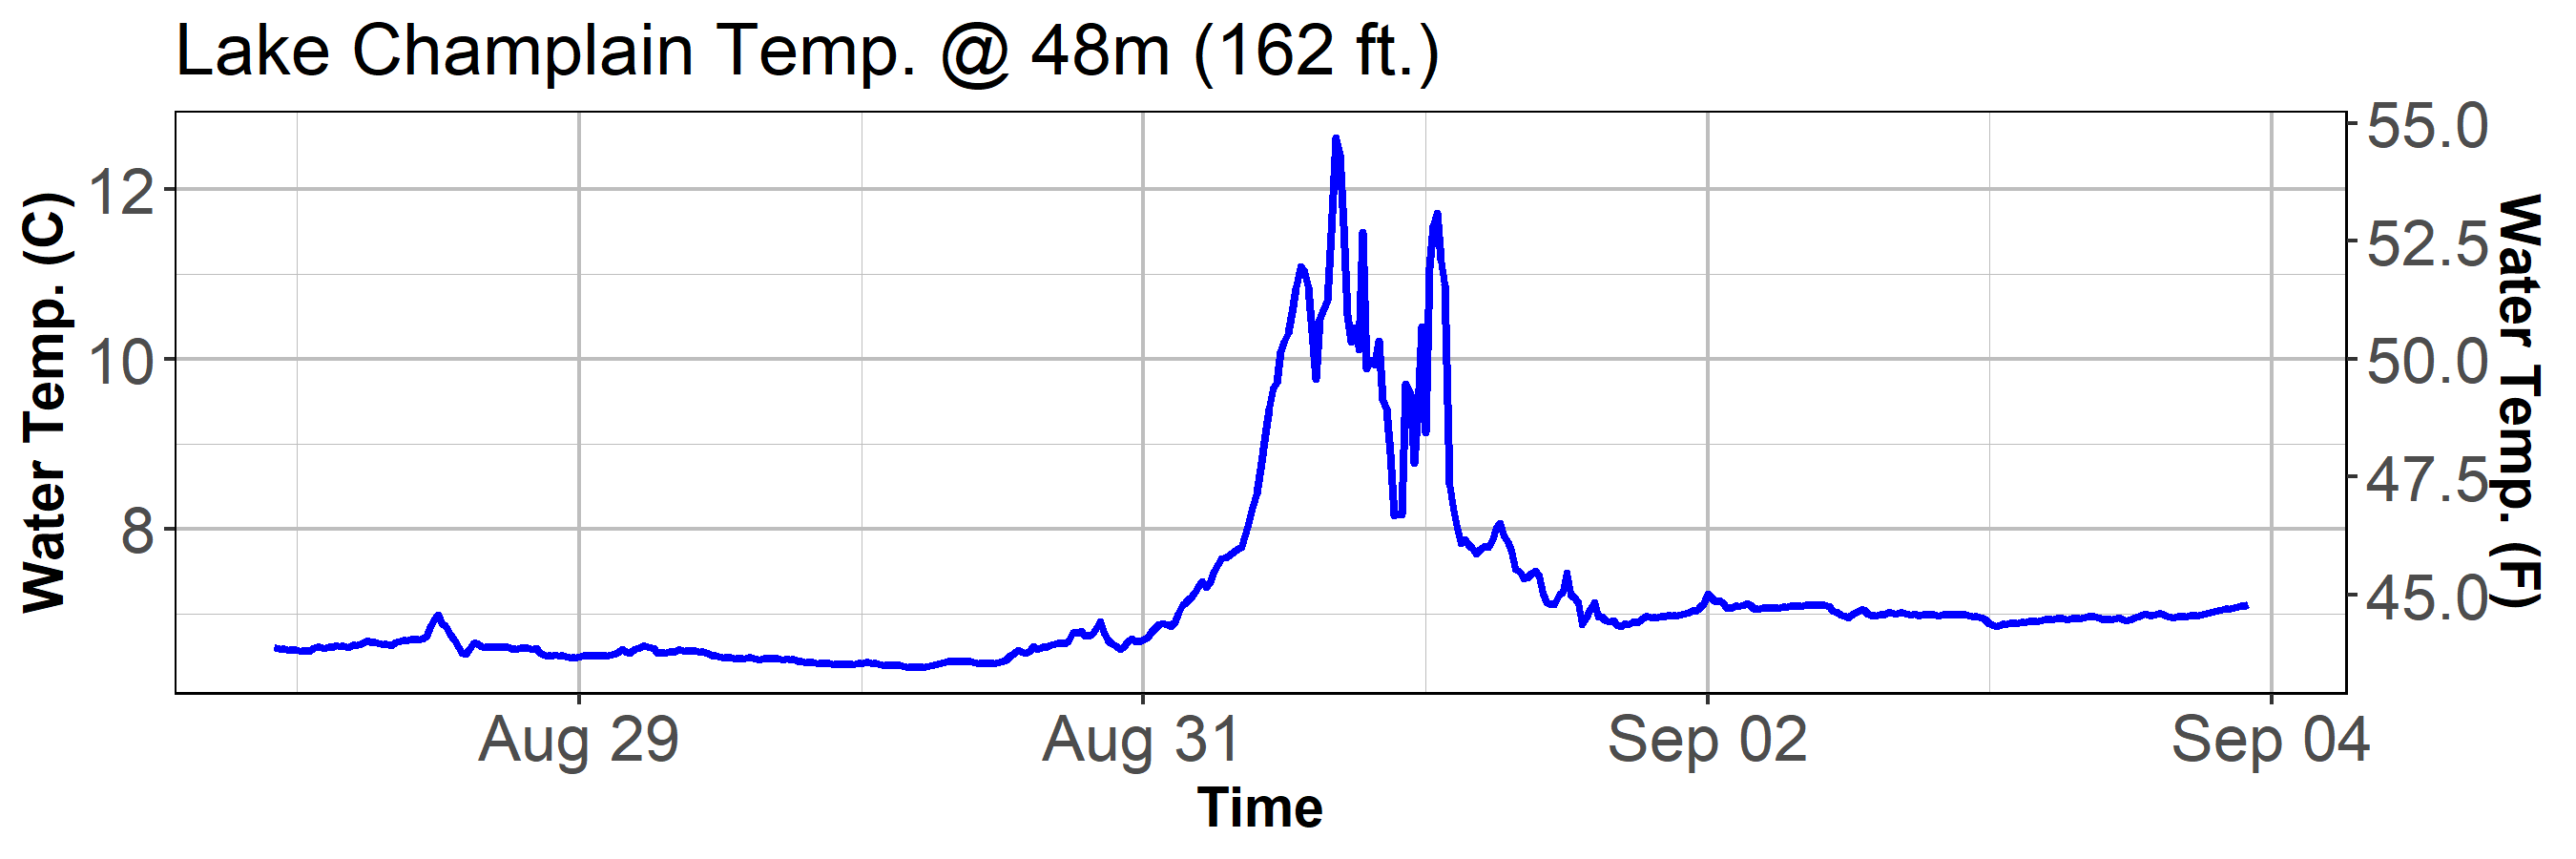 Lake Champlain Temp. @ 48m (162 ft.)
Water Temp. (C)
12
10
8
55.0
52.5
50.0
47.5
45.0
Water Temp. (F)
Aug 29
Aug 31
Sep 02
Sep 04
Time